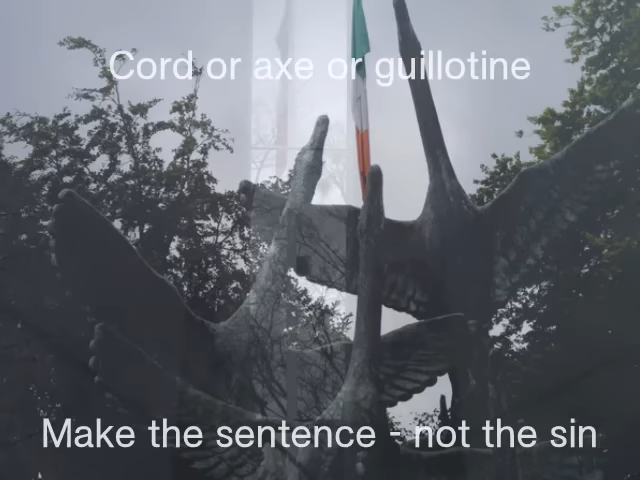 Cord or axe or guillotine
Make the sentence - not the sin